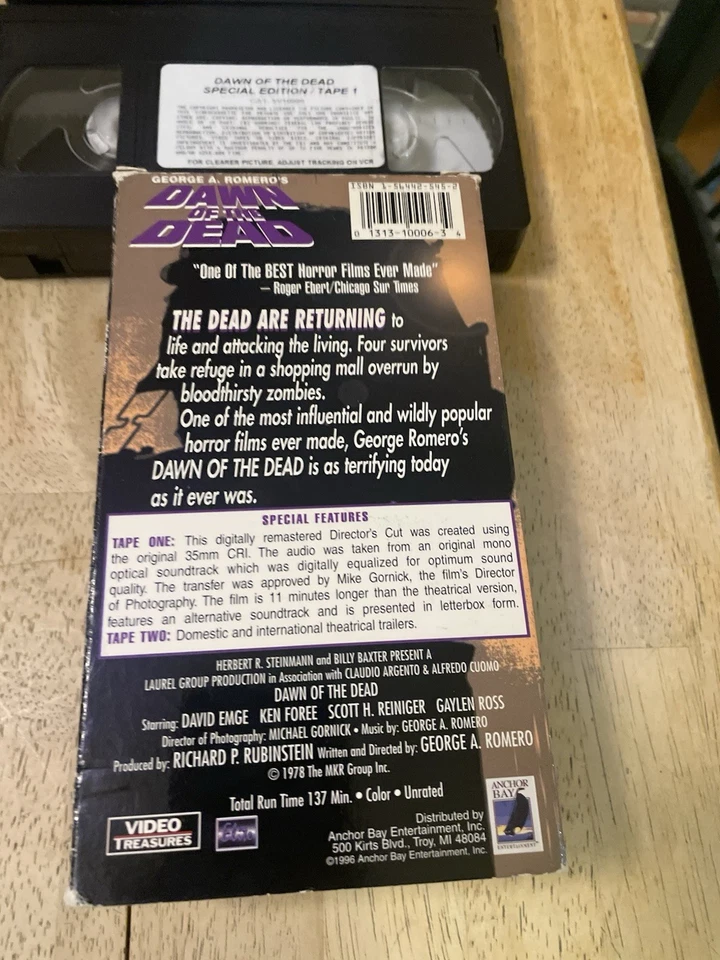 DAWN OF THE DEAD
SPECIAL EDITION / TAPE 1
FOR CLEARER PICTURE, ADJUST TRACKING ON VCR
GEORGE A. ROMERO'S
DAWN
OF THE
DEAD
ISBN 1-56442-545-2
0 1313-10006-3 4
"One Of The BEST Horror Films Ever Made"
– Roger Ebert/Chicago Sur Times
THE DEAD ARE RETURNING to
life and attacking the living. Four survivors
take refuge in a shopping mall overrun by
bloodthirsty zombies.
One of the most influential and wildly popular
horror films ever made, George Romero's
DAWN OF THE DEAD is as terrifying today
as it ever was.
SPECIAL FEATURES
TAPE ONE: This digitally remastered Director's Cut was created using
the original 35mm CRI. The audio was taken from an original mono
optical soundtrack which was digitally equalized for optimum sound
quality. The transfer was approved by Mike Gornick, the film's Director
of Photography. The film is 11 minutes longer than the theatrical version,
features an alternative soundtrack and is presented in letterbox form.
TAPE TWO: Domestic and international theatrical trailers.
HERBERT R. STEINMANN and BILLY BAXTER PRESENT A
LAUREL GROUP PRODUCTION in Association with CLAUDIO ARGENTO & ALFREDO CUOMO
DAWN OF THE DEAD
Starring: DAVID EMGE KEN FOREE SCOTT H. REINIGER GAYLEN ROSS
Director of Photography: MICHAEL GORNICK • Music by: GEORGE A. ROMERO
Produced by: RICHARD P. RUBINSTEIN Written and Directed by: GEORGE A. ROMERO
© 1978 The MKR Group Inc.
Total Run Time 137 Min. • Color • Unrated
VIDEO
TREASURES
ANCHOR
BAY
ENTERTAINMENT
Distributed by
Anchor Bay Entertainment, Inc.
500 Kirts Blvd., Troy, MI 48084
©1996 Anchor Bay Entertainment, Inc.